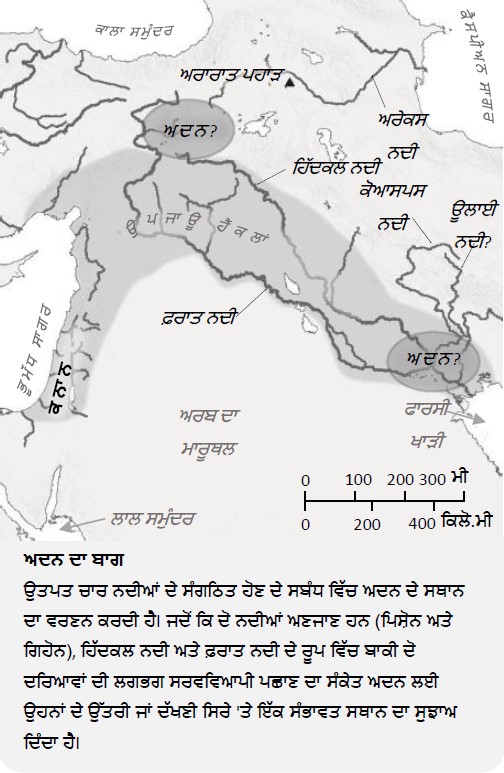 ਕਾਲਾ ਸਮੁੰਦਰ
ਕੈਸਪੀਅਨ ਸਾਗਰ
ਅਰਾਰਾਤ ਪਹਾੜ
ਅਦਨ?
ਅਰੇਕਸ
ਨਦੀ
ਹਿੱਦਕਲ ਨਦੀ
ਕੋਆਸਪਸ
ਨਦੀ
ਊਲਾਈ
ਨਦੀ?
ਉਪਜਾਊ ਹੈਕਲਾਂ
ਫ਼ਰਾਤ ਨਦੀ
ਭੂਮੱਧ ਸਾਗਰ
ਕਨਾਨ
ਅਦਨ?
ਅਰਬ ਦਾ
ਮਾਰੂਥਲ
ਫਾਰਸੀ
ਖਾੜੀ
0 100 200 300 ਮੀ
0 200 400 ਕਿਲੋ.ਮੀ
ਲਾਲ ਸਮੁੰਦਰ
ਅਦਨ ਦਾ ਬਾਗ
ਉਤਪਤ ਚਾਰ ਨਦੀਆਂ ਦੇ ਸੰਗਠਿਤ ਹੋਣ ਦੇ ਸਬੰਧ ਵਿੱਚ ਅਦਨ ਦੇ ਸਥਾਨ
ਦਾ ਵਰਣਨ ਕਰਦੀ ਹੈ। ਜਦੋਂ ਕਿ ਦੋ ਨਦੀਆਂ ਅਣਜਾਣ ਹਨ (ਪਿਸ਼ੋਨ ਅਤੇ
ਗਿਹੋਨ), ਹਿੱਦਕਲ ਨਦੀ ਅਤੇ ਫ਼ਰਾਤ ਨਦੀ ਦੇ ਰੂਪ ਵਿੱਚ ਬਾਕੀ ਦੋ
ਦਰਿਆਵਾਂ ਦੀ ਲਗਭਗ ਸਰਵਵਿਆਪੀ ਪਛਾਣ ਦਾ ਸੰਕੇਤ ਅਦਨ ਲਈ
ਉਹਨਾਂ ਦੇ ਉੱਤਰੀ ਜਾਂ ਦੱਖਣੀ ਸਿਰੇ 'ਤੇ ਇੱਕ ਸੰਭਾਵਤ ਸਥਾਨ ਦਾ ਸੁਝਾਅ
ਦਿੰਦਾ ਹੈ।